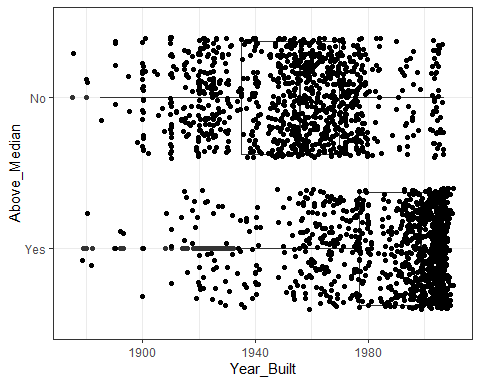 Above_Median
No
Yes
1900
1940
1980
Year_Built